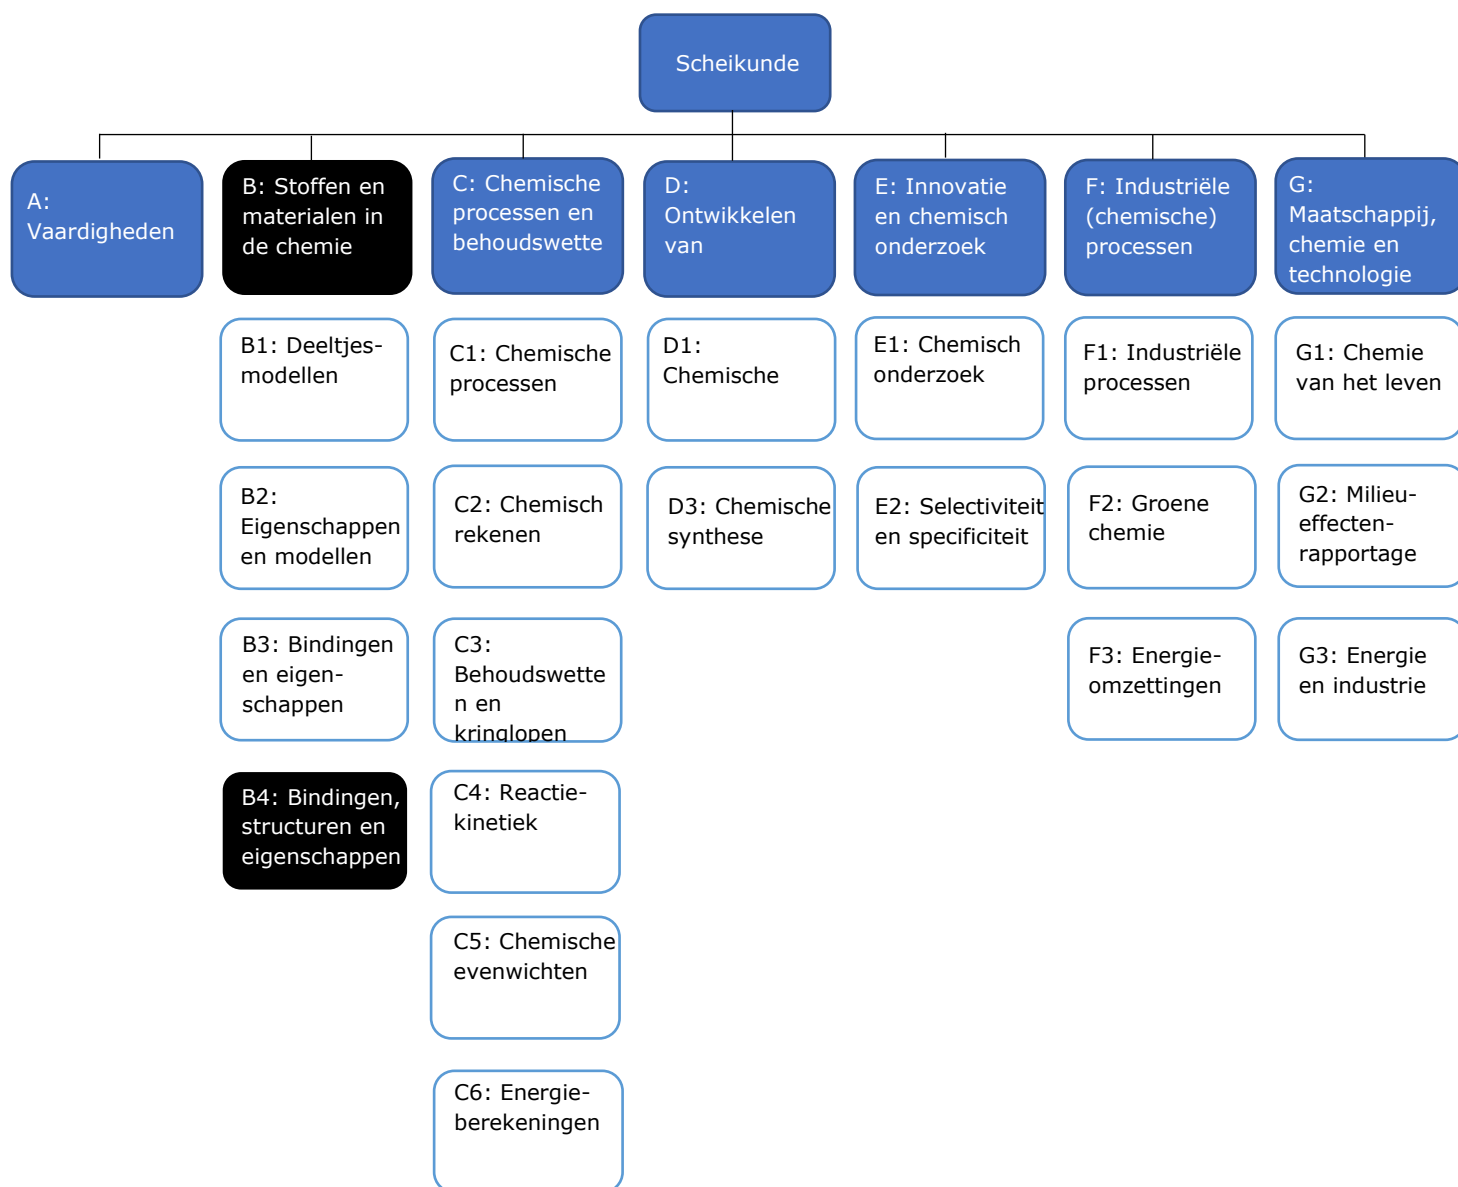 Scheikunde
A:
Vaardigheden
B: Stoffen en
materialen in
de chemie
C: Chemische
processen en
behoudswette
D:
Ontwikkelen
van
E: Innovatie
en chemisch
onderzoek
F: Industriële
(chemische)
processen
G:
Maatschappij,
chemie en
technologie
B1: Deeltjes-
modellen
C1: Chemische
processen
D1:
Chemische
E1: Chemisch
onderzoek
F1: Industriële
processen
G1: Chemie
van het leven
B2:
Eigenschappen
en modellen
C2: Chemisch
rekenen
D3: Chemische
synthese
E2: Selectiviteit
en specificiteit
F2: Groene
chemie
G2: Milieu-
effecten-
rapportage
B3: Bindingen
en eigen-
schappen
C3:
Behoudswette
n en
kringlopen
F3: Energie-
omzettingen
G3: Energie
en industrie
B4: Bindingen,
structuren en
eigenschappen
C4: Reactie-
kinetiek
C5: Chemische
evenwichten
C6: Energie-
berekeningen